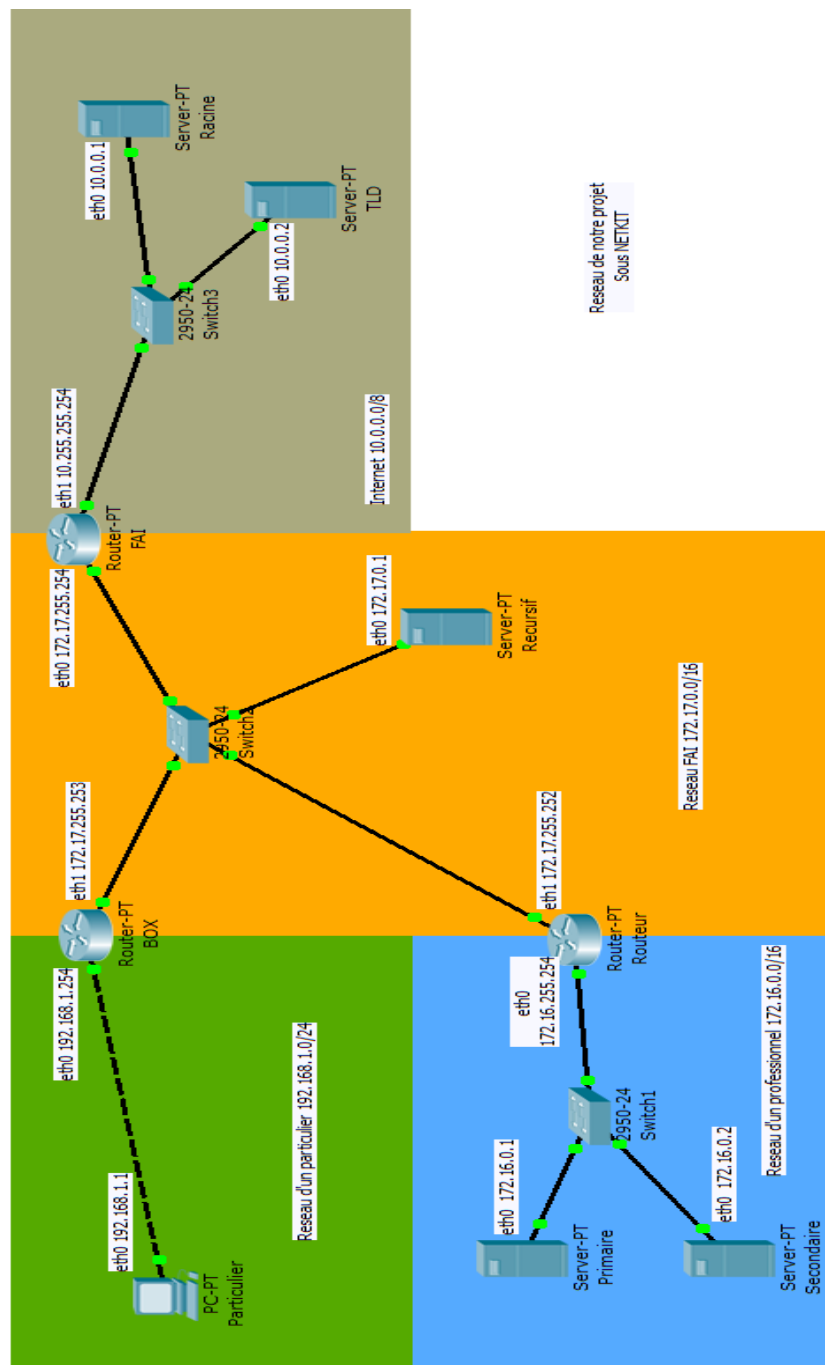 eth0 192.168.1.1
PC-PT
Particulier
eth0 192.168.1.254
Router-PT
BOX
Reseau d'un particulier 192.168.1.0/24
eth1 172.17.255.253
2950-24
Switch2
eth0 172.17.255.254
Router-PT
FAI
eth0 172.17.0.1
Server-PT
Recursif
Reseau FAI 172.17.0.0/16
eth1 10.255.255.254
2950-24
Switch3
eth0 10.0.0.1
Server-PT
Racine
eth0 10.0.0.2
Server-PT
TLD
Internet 10.0.0.0/8
eth0 172.16.0.1
Server-PT
Primaire
eth0 172.16.0.2
Server-PT
Secondaire
2950-24
Switch1
eth0
172.16.255.254
eth1 172.17.255.252
Router-PT
Routeur
Reseau d'un professionnel 172.16.0.0/16
Reseau de notre projet
Sous NETKIT